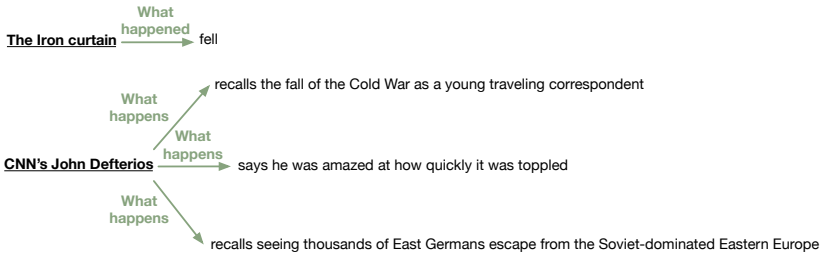 What
happened
The Iron curtain
fell
recalls the fall of the Cold War as a young traveling correspondent
What
happens
What
happens
CNN's John Defterios
says he was amazed at how quickly it was toppled
What
happens
recalls seeing thousands of East Germans escape from the Soviet-dominated Eastern Europe